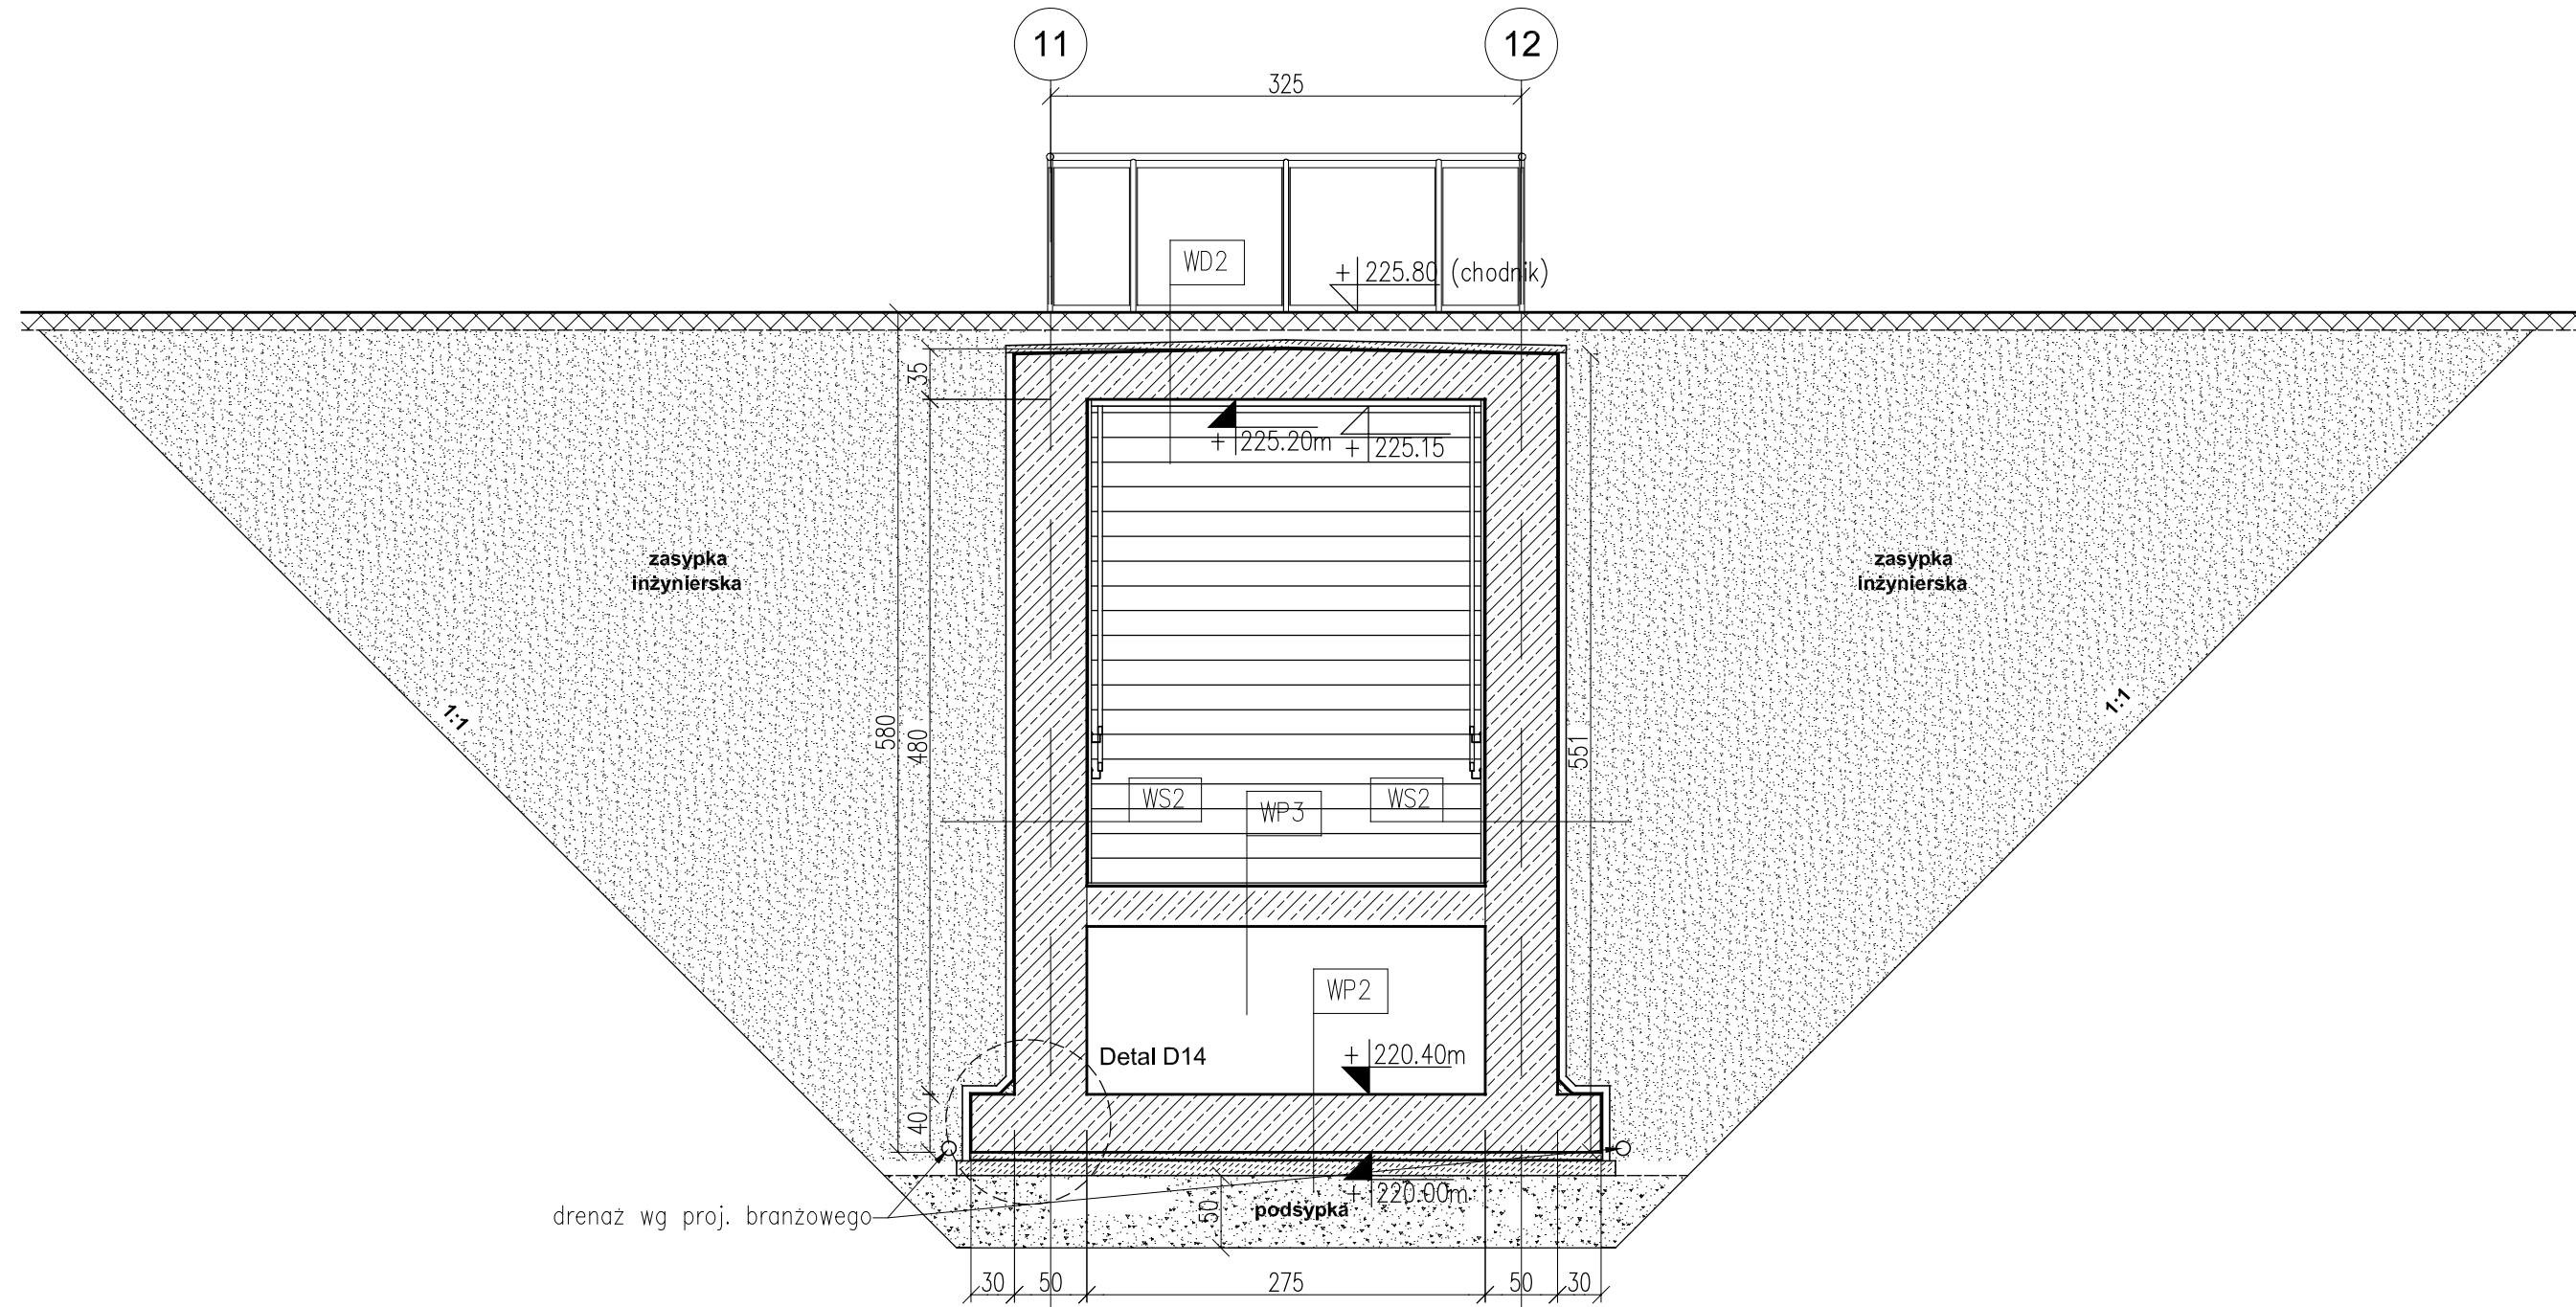 11
12
325
WD2
+ 225.80 (chodnik)
35
+ 225.20m
+ 225.15
zasypka
inżynierska
zasypka
inżynierska
1:1
1:1
580
480
551
WS2
WP3
WS2
WP2
Detal D14
+ 220.40m
40
+ 220.00m
drenaż wg proj. branżowego
50
podsypka
30
50
275
50
30